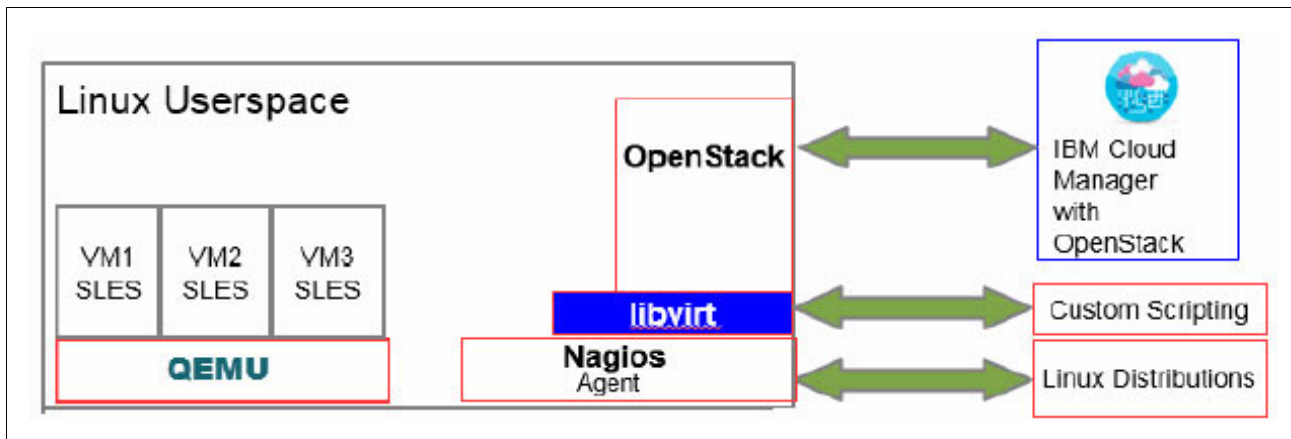 Linux Userspace
OpenStack
IBM Cloud
Manager
with
OpenStack
VM1
SLES
VM2
SLES
VM3
SLES
libvirt
Custom Scripting
QEMU
Nagios
Agent
Linux Distributions